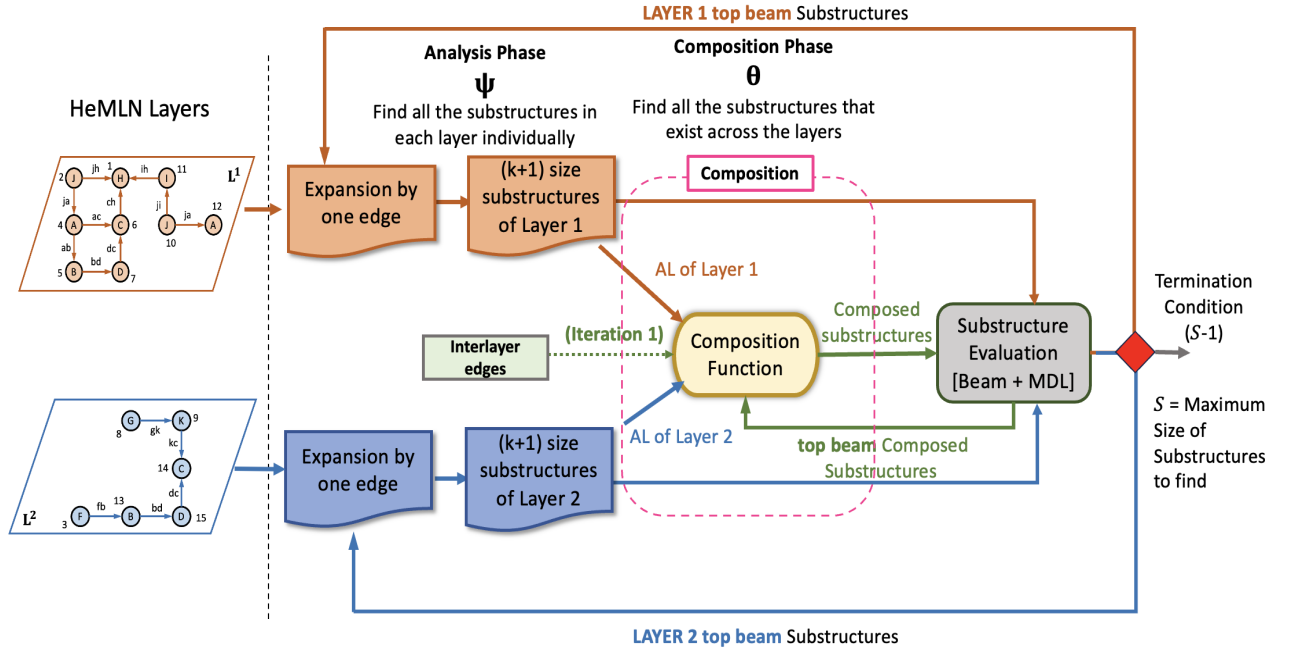 LAYER 1 top beam Substructures
Analysis Phase
ψ
Find all the substructures in
each layer individually
Composition Phase
θ
Find all the substructures that
exist across the layers
HeMLN Layers
L1
2 J jh 1 H ih I 11
ja ch ji
4 A ac C 6 J ja A 12
10
ab dc
5 B bd D 7
Expansion by
one edge
(k+1) size
substructures
of Layer 1
Composition
AL of Layer 1
Interlayer
edges
(Iteration 1)
Composition
Function
Composed
substructures
Substructure
Evaluation
[Beam + MDL]
Termination
Condition
(S-1)
S = Maximum
Size of
Substructures
to find
G gk K 9
8
kc
14 C
dc
3 F fb 13 B bd D 15
L2
Expansion by
one edge
(k+1) size
substructures
of Layer 2
AL of Layer 2
top beam Composed
Substructures
LAYER 2 top beam Substructures